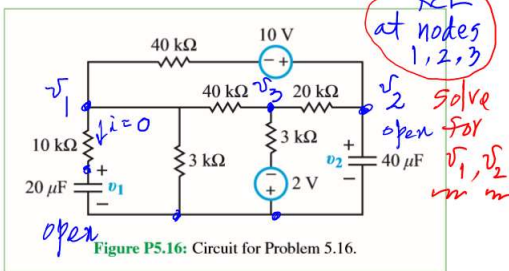 KCL
at nodes
1, 2, 3
solve
for
v1, v2
10 V
40 kΩ
- +
40 kΩ v3 20 kΩ
v1
v2
↓i=0
open
10 kΩ
3 kΩ
3 kΩ
+
υ2
40 μF
-
+
20 μF
υ1
-
-
+
2 V
open
Figure P5.16: Circuit for Problem 5.16.